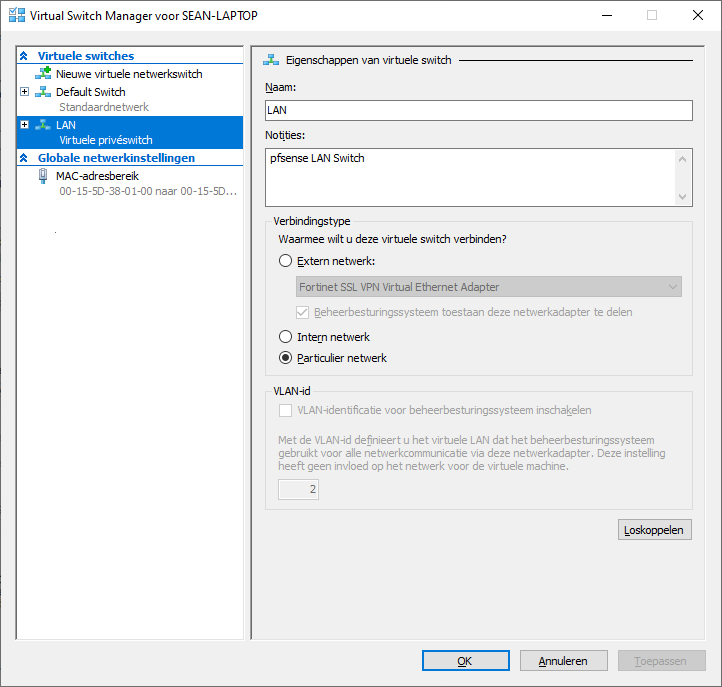 Virtual Switch Manager voor SEAN-LAPTOP
Virtuele switches
Nieuwe virtuele netwerkswitch
Default Switch
Standaardnetwerk
LAN
Virtuele privéswitch
Globale netwerkinstellingen
MAC-adresbereik
00-15-5D-38-01-00 naar 00-15-5D...
Eigenschappen van virtuele switch
Naam:
LAN
Notities:
pfsense LAN Switch
Verbindingstype
Waarmee wilt u deze virtuele switch verbinden?
Extern netwerk:
Fortinet SSL VPN Virtual Ethernet Adapter
Beheerbesturingssysteem toestaan deze netwerkadapter te delen
Intern netwerk
Particulier netwerk
VLAN-id
VLAN-identificatie voor beheerbesturingssysteem inschakelen
Met de VLAN-id definieert u het virtuele LAN dat het beheerbesturingssysteem
gebruikt voor alle netwerkcommunicatie via deze netwerkadapter. Deze instelling
heeft geen invloed op het netwerk voor de virtuele machine.
2
Loskoppelen
OK
Annuleren
Toepassen